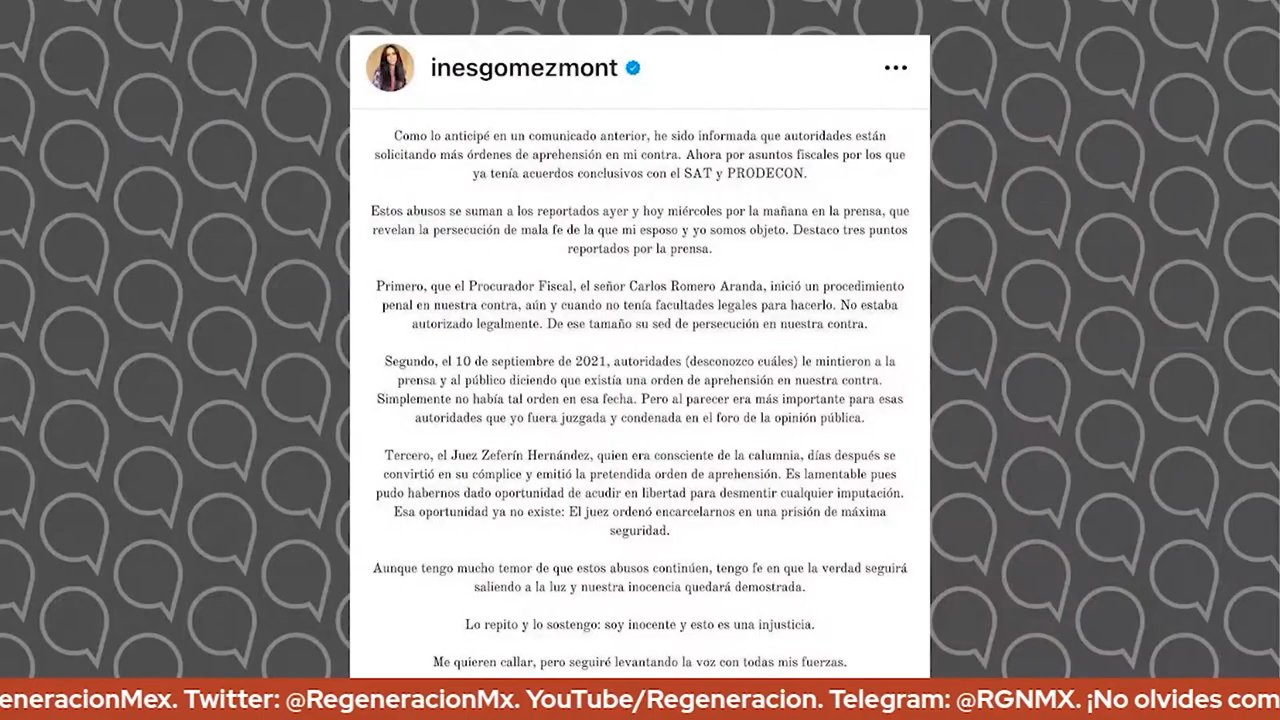 inesgomezmont
Como lo anticipé en un comunicado anterior, he sido informada que autoridades están
solicitando más órdenes de aprehensión en mi contra. Ahora por asuntos fiscales por los que
ya tenía acuerdos conclusivos con el SAT y PRODECON.
Estos abusos se suman a los reportados ayer y hoy miércoles por la mañana en la prensa, que
revelan la persecución de mala fe de la que mi esposo y yo somos objeto. Destaco tres puntos
reportados por la prensa.
Primero, que el Procurador Fiscal, el señor Carlos Romero Aranda, inició un procedimiento
penal en nuestra contra, aún y cuando no tenía facultades legales para hacerlo. No estaba
autorizado legalmente. De ese tamaño su sed de persecución en nuestra contra.
Segundo, el 10 de septiembre de 2021, autoridades (desconozco cuáles) le mintieron a la
prensa y al público diciendo que existía una orden de aprehensión en nuestra contra.
Simplemente no había tal orden en esa fecha. Pero al parecer era más importante para esas
autoridades que yo fuera juzgada y condenada en el foro de la opinión pública.
Tercero, el Juez Zeferín Hernández, quien era consciente de la calumnia, días después se
convirtió en su cómplice y emitió la pretendida orden de aprehensión. Es lamentable pues
pudo habernos dado oportunidad de acudir en libertad para desmentir cualquier imputación.
Esa oportunidad ya no existe: El juez ordenó encarcelarnos en una prisión de máxima
seguridad.
Aunque tengo mucho temor de que estos abusos continúen, tengo fe en que la verdad seguirá
saliendo a la luz y nuestra inocencia quedará demostrada.
Lo repito y lo sostengo: soy inocente y esto es una injusticia.
Me quieren callar, pero seguiré levantando la voz con todas mis fuerzas.
eneracionMex. Twitter: @RegeneracionMx. YouTube/Regeneracion. Telegram: @RGNMX. ¡No olvides com